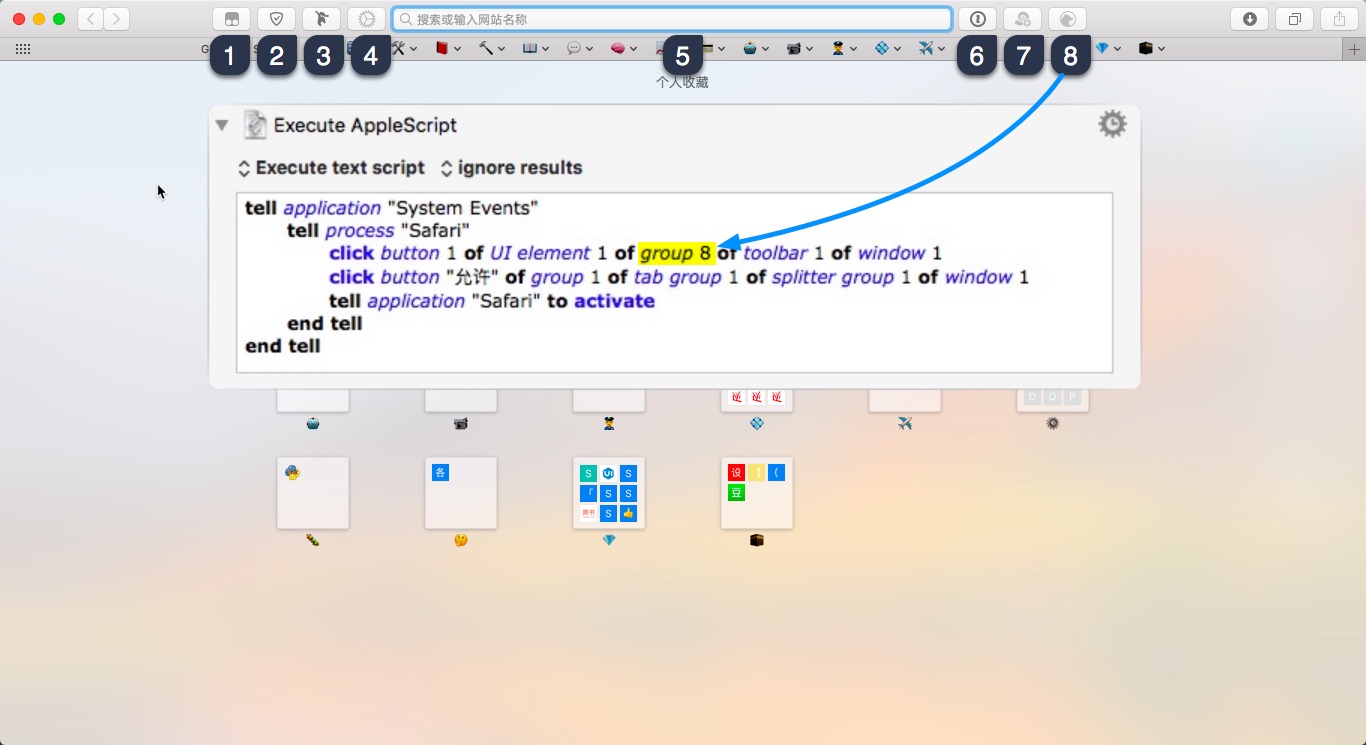 搜索或输入网站名称
1 2 3 4 5 6 7 8
个人收藏
Execute AppleScript
Execute text script ignore results
tell application "System Events"
tell process "Safari"
click button 1 of UI element 1 of group 8 of toolbar 1 of window 1
click button "允许" of group 1 of tab group 1 of splitter group 1 of window 1
tell application "Safari" to activate
end tell
end tell
逆 逆 逆 D Q P
各 S S 设 [ (
「 S S 豆
S